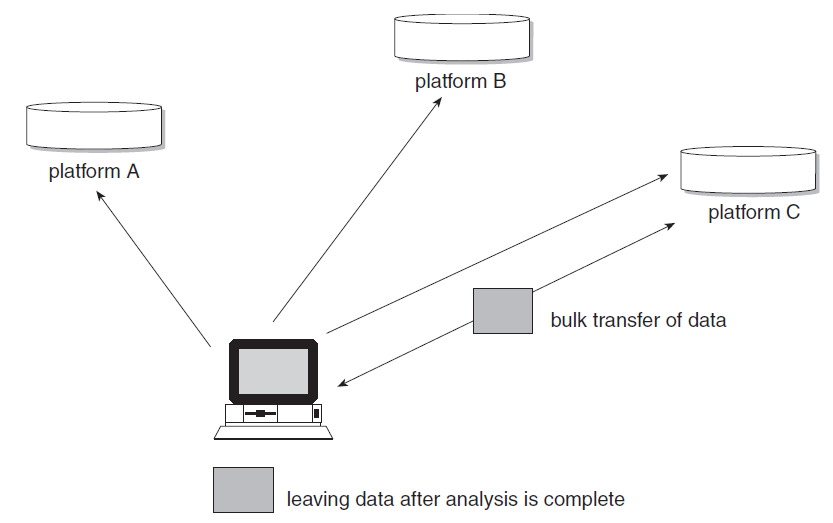 platform B
platform A
platform C
bulk transfer of data
leaving data after analysis is complete